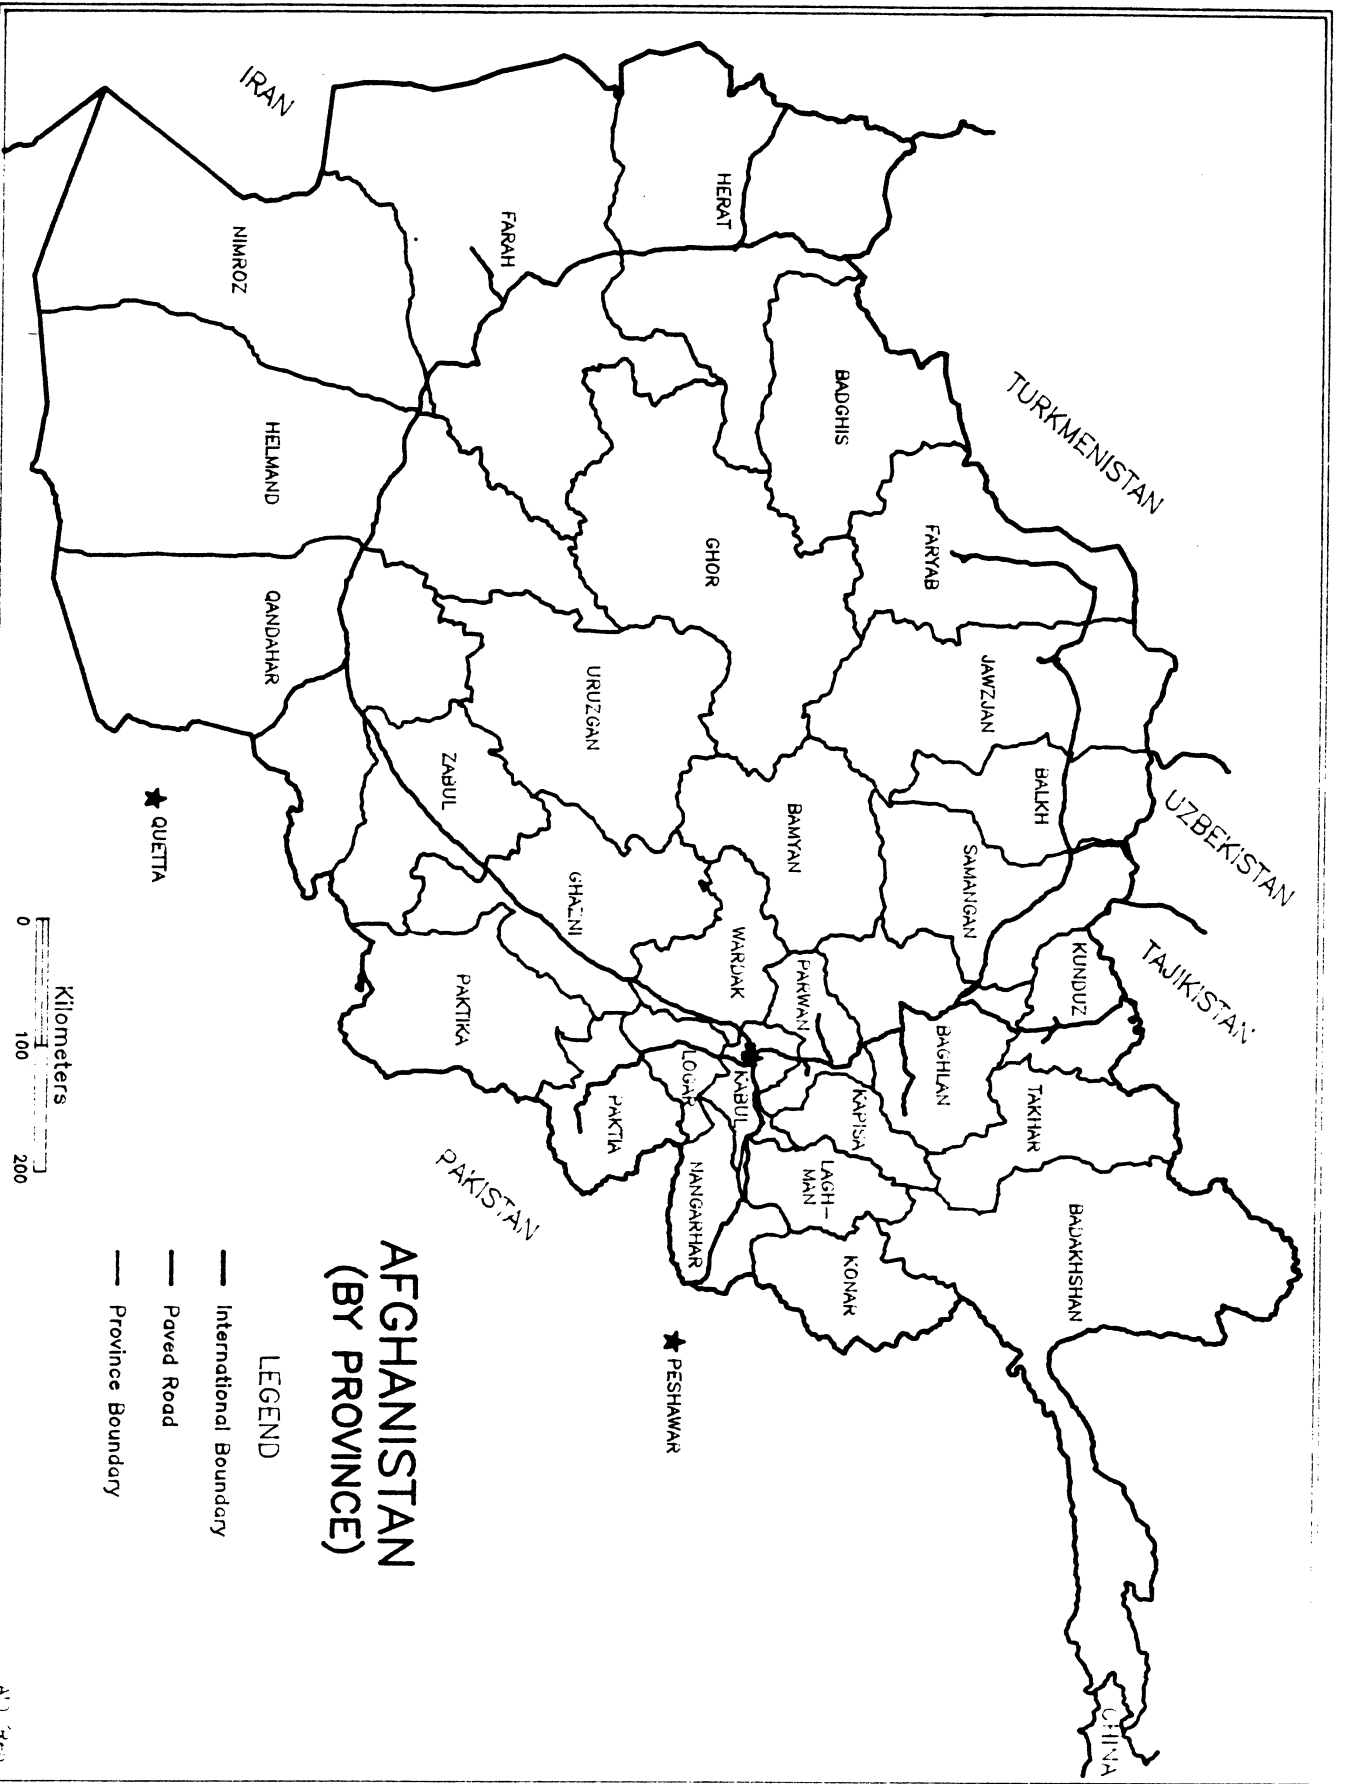 TURKMENISTAN
UZBEKISTAN
TAJIKISTAN
CHINA
IRAN
PAKISTAN
HERAT
BADGHIS
FARYAB
JAWZJAN
BALKH
SAMANGAN
KUNDUZ
TAKHAR
BADAKHSHAN
BAGHLAN
FARAH
GHOR
BAMYAN
PARWAN
KAPISA
LAGH-
MAN
KONAR
WARDAK
KABUL
LOGAR
NANGARHAR
URUZGAN
GHAZNI
PAKTIA
NIMROZ
HELMAND
QANDAHAR
ZABUL
PAKTIKA
QUETTA
PESHAWAR
AFGHANISTAN
(BY PROVINCE)
LEGEND
International Boundary
Paved Road
Province Boundary
Kilometers
0 100 200